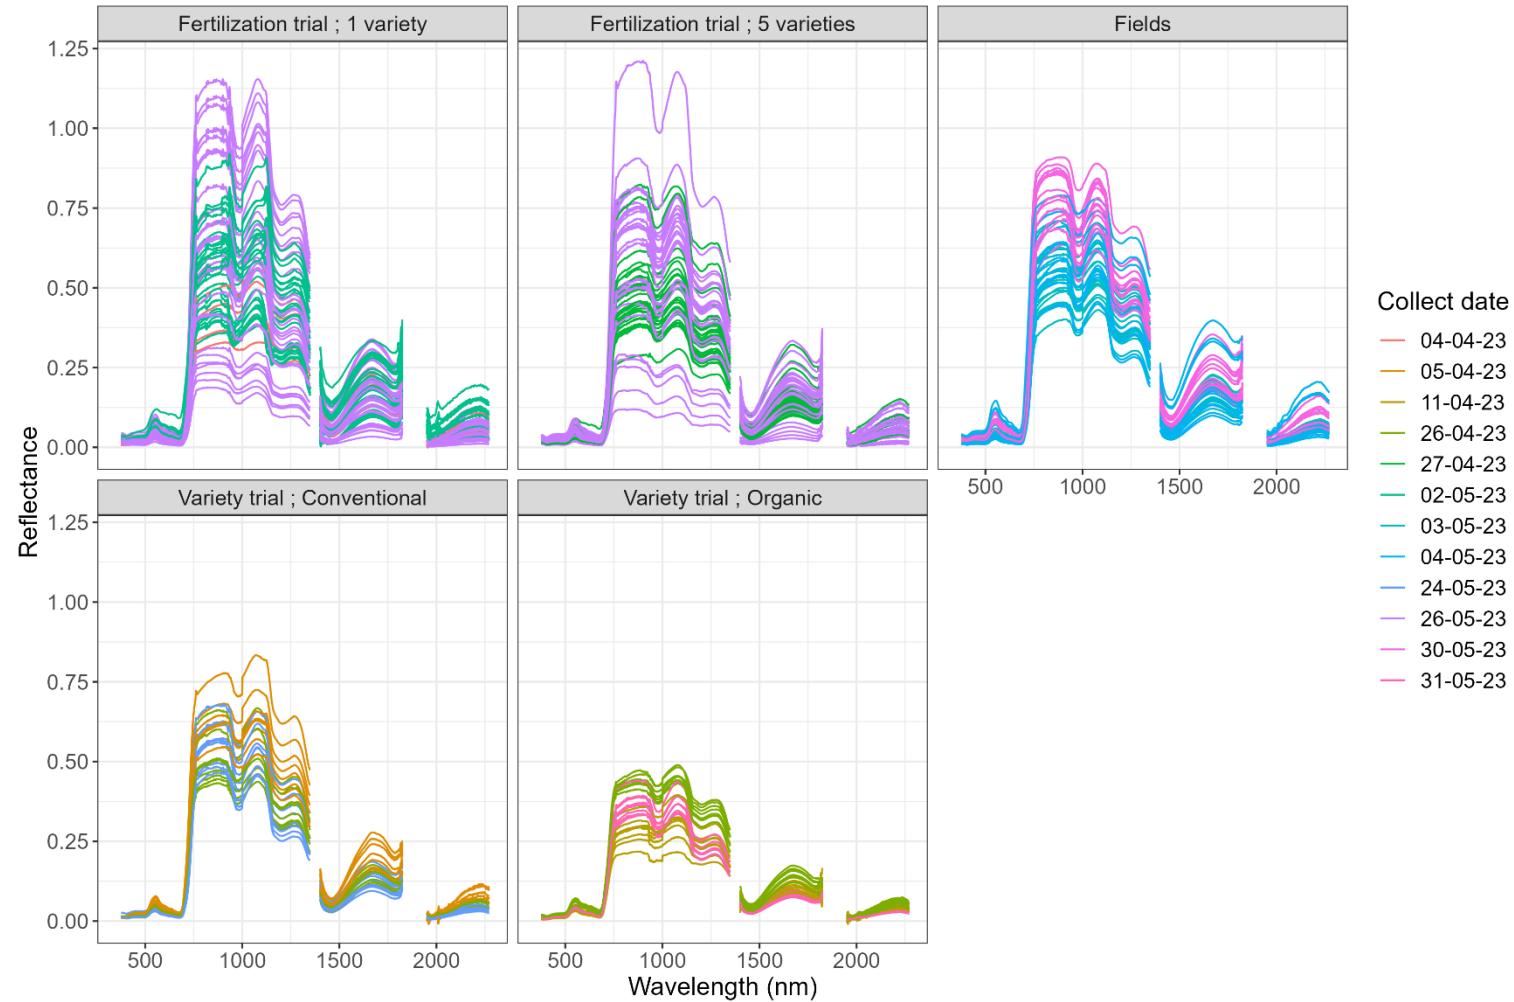 Fertilization trial ; 1 variety
Fertilization trial ; 5 varieties
Fields
1.25
1.00
0.75
0.50
0.25
0.00
500 1000 1500 2000
Variety trial ; Conventional
Variety trial ; Organic
1.25
1.00
0.75
0.50
0.25
0.00
500 1000 1500 2000
500 1000 1500 2000
Reflectance
Wavelength (nm)
Collect date
04-04-23
05-04-23
11-04-23
26-04-23
27-04-23
02-05-23
03-05-23
04-05-23
24-05-23
26-05-23
30-05-23
31-05-23